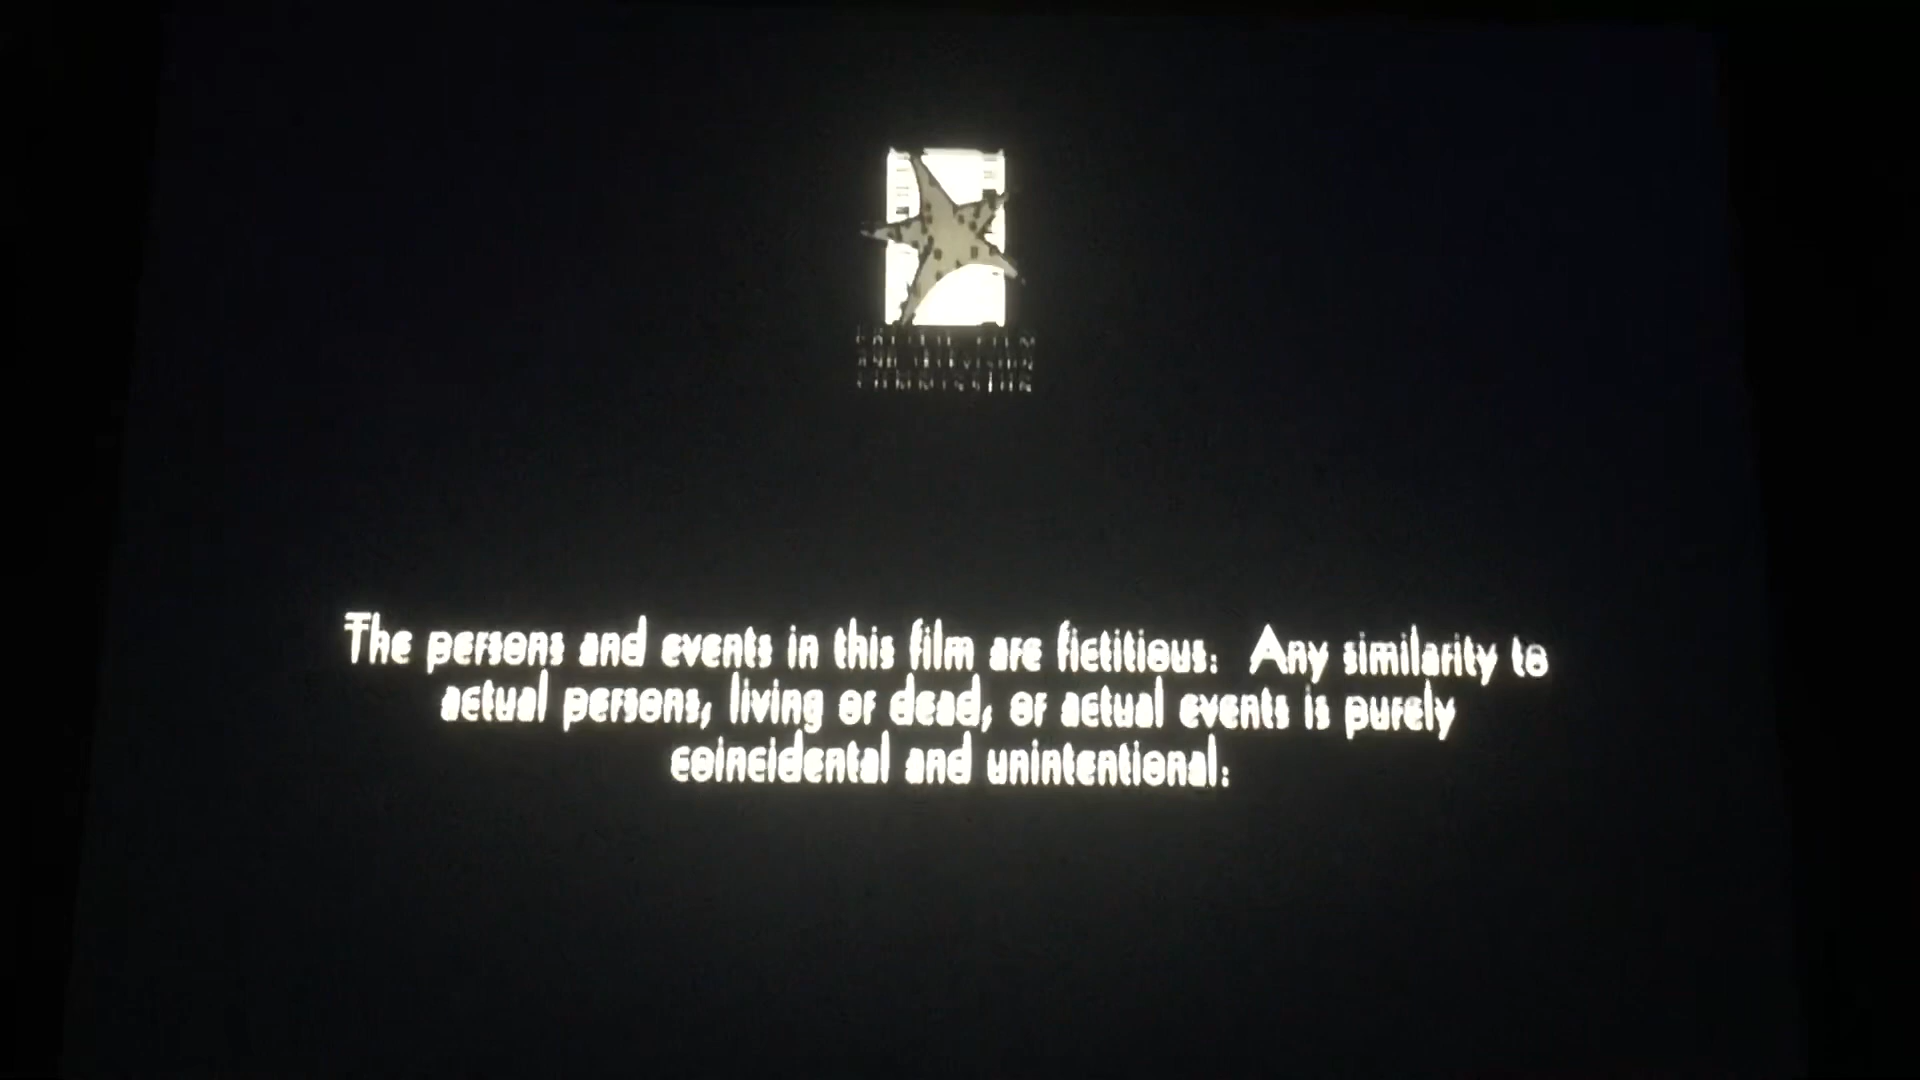 The persons and events in this film are fictitious. Any similarity to
actual persons, living or dead, or actual events is purely
coincidental and unintentional.